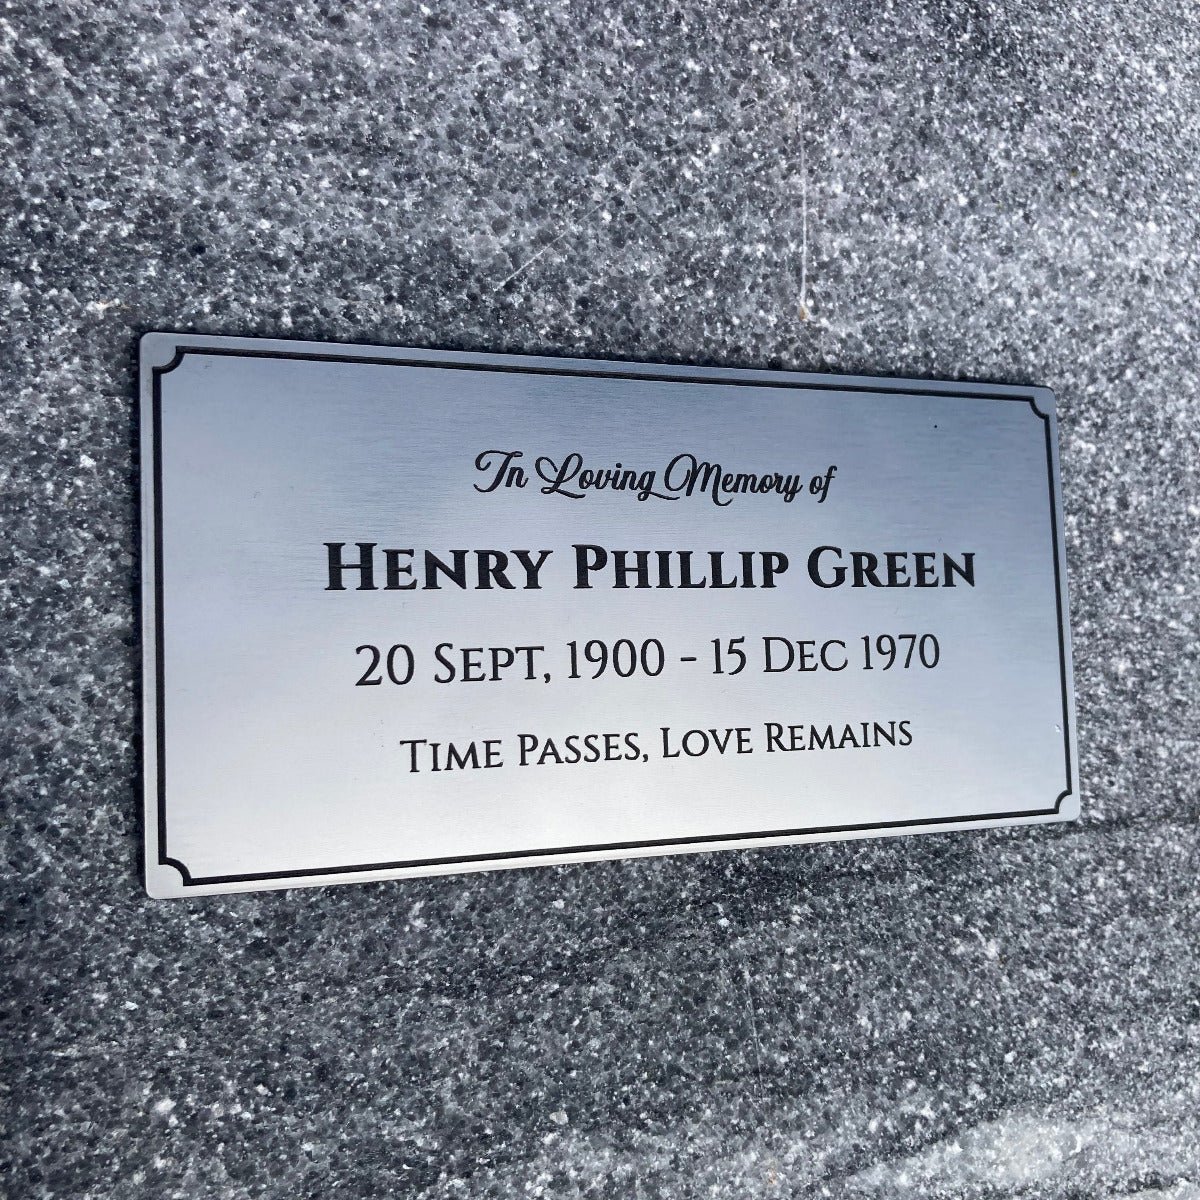 In Loving Memory of
Henry Phillip Green
20 Sept, 1900 - 15 Dec 1970
Time Passes, Love Remains